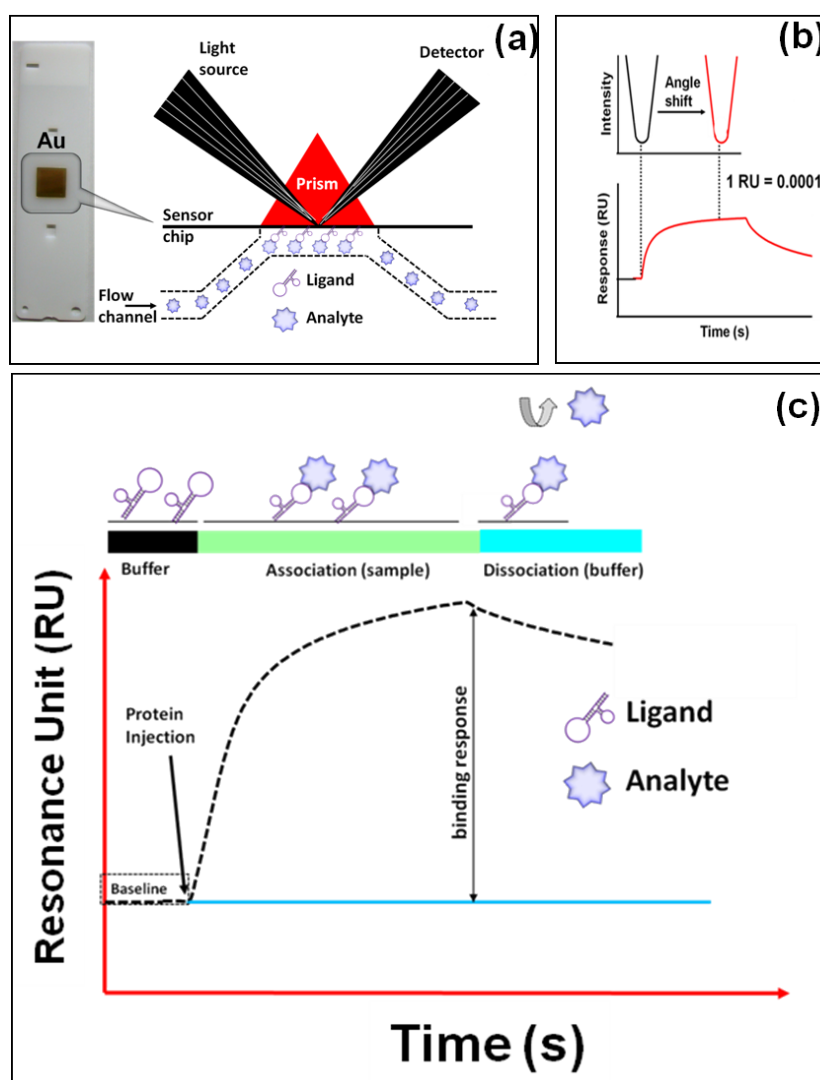 (a)
Light
source
Detector
Au
Prism
Sensor
chip
Ligand
Flow
channel
Analyte
(b)
Intensity
Angle
shift
1 RU = 0.0001
Response (RU)
Time (s)
(c)
Buffer
Association (sample)
Dissociation (buffer)
Resonance Unit (RU)
Protein
Injection
binding response
Ligand
Analyte
Baseline
Time (s)